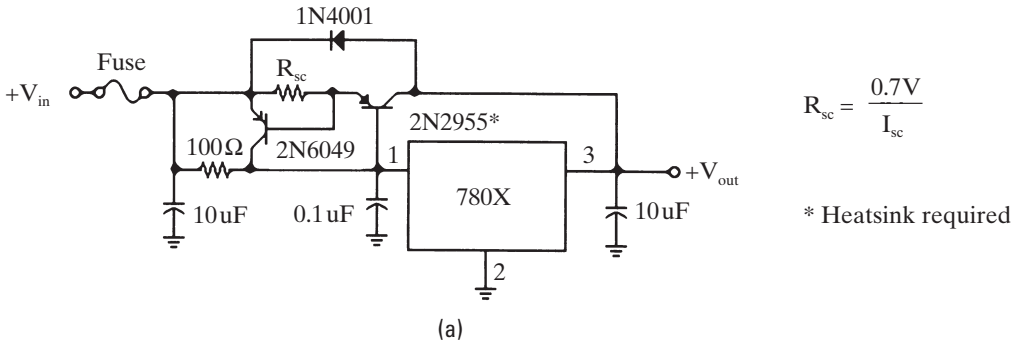 1N4001
Fuse
R_sc
+V_in
R_sc = 0.7V / I_sc
2N2955*
100Ω
2N6049
1
3
780X
+V_out
10uF
0.1uF
10uF
* Heatsink required
2
(a)